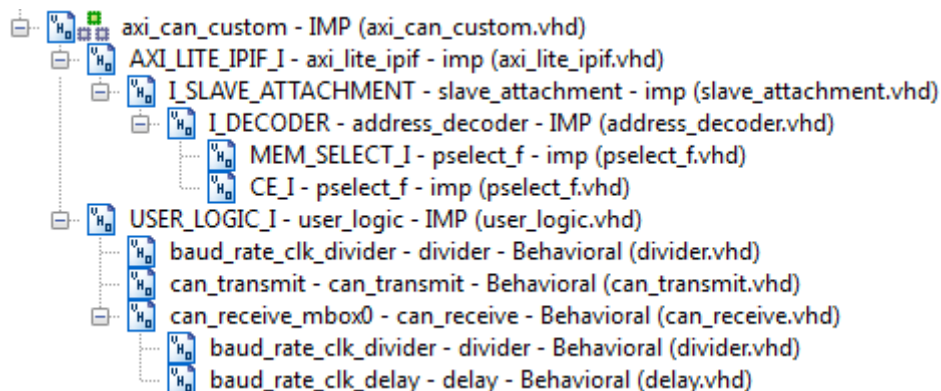 axi_can_custom - IMP (axi_can_custom.vhd)
AXI_LITE_IPIF_I - axi_lite_ipif - imp (axi_lite_ipif.vhd)
I_SLAVE_ATTACHMENT - slave_attachment - imp (slave_attachment.vhd)
I_DECODER - address_decoder - IMP (address_decoder.vhd)
MEM_SELECT_I - pselect_f - imp (pselect_f.vhd)
CE_I - pselect_f - imp (pselect_f.vhd)
USER_LOGIC_I - user_logic - IMP (user_logic.vhd)
baud_rate_clk_divider - divider - Behavioral (divider.vhd)
can_transmit - can_transmit - Behavioral (can_transmit.vhd)
can_receive_mbox0 - can_receive - Behavioral (can_receive.vhd)
baud_rate_clk_divider - divider - Behavioral (divider.vhd)
baud_rate_clk_delay - delay - Behavioral (delay.vhd)